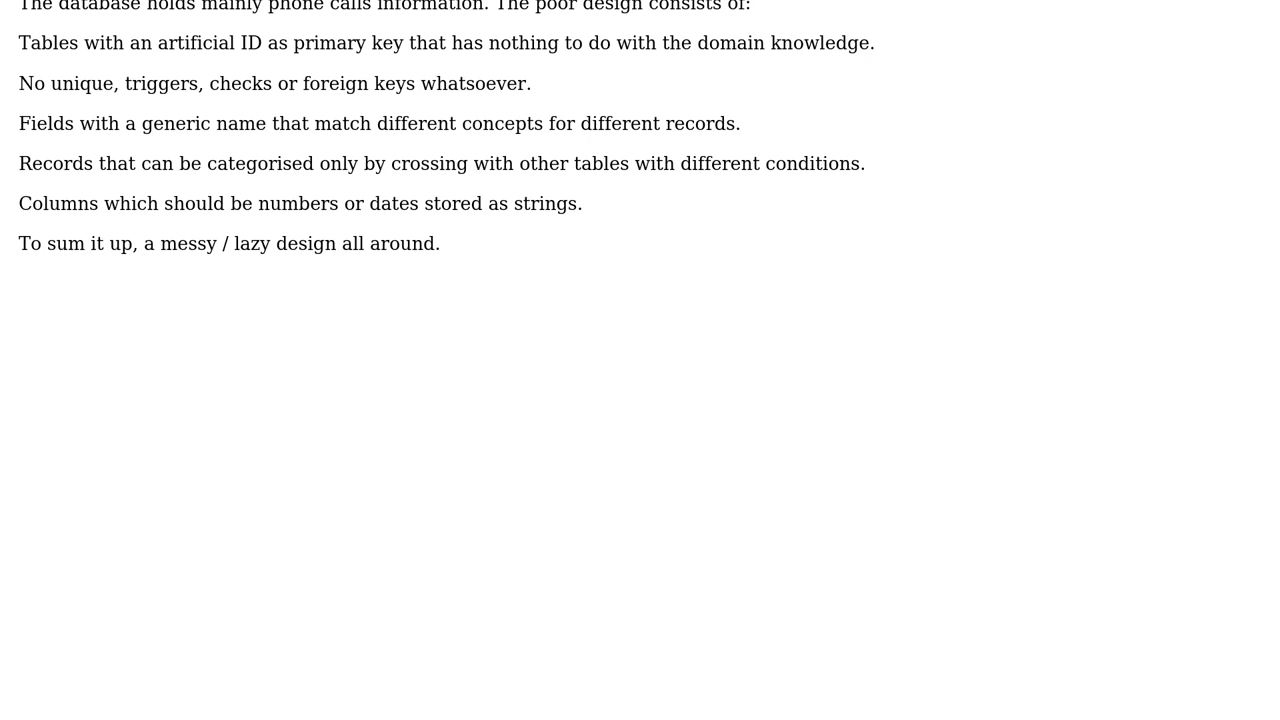 The database holds mainly phone calls information. The poor design consists of:
Tables with an artificial ID as primary key that has nothing to do with the domain knowledge.
No unique, triggers, checks or foreign keys whatsoever.
Fields with a generic name that match different concepts for different records.
Records that can be categorised only by crossing with other tables with different conditions.
Columns which should be numbers or dates stored as strings.
To sum it up, a messy / lazy design all around.